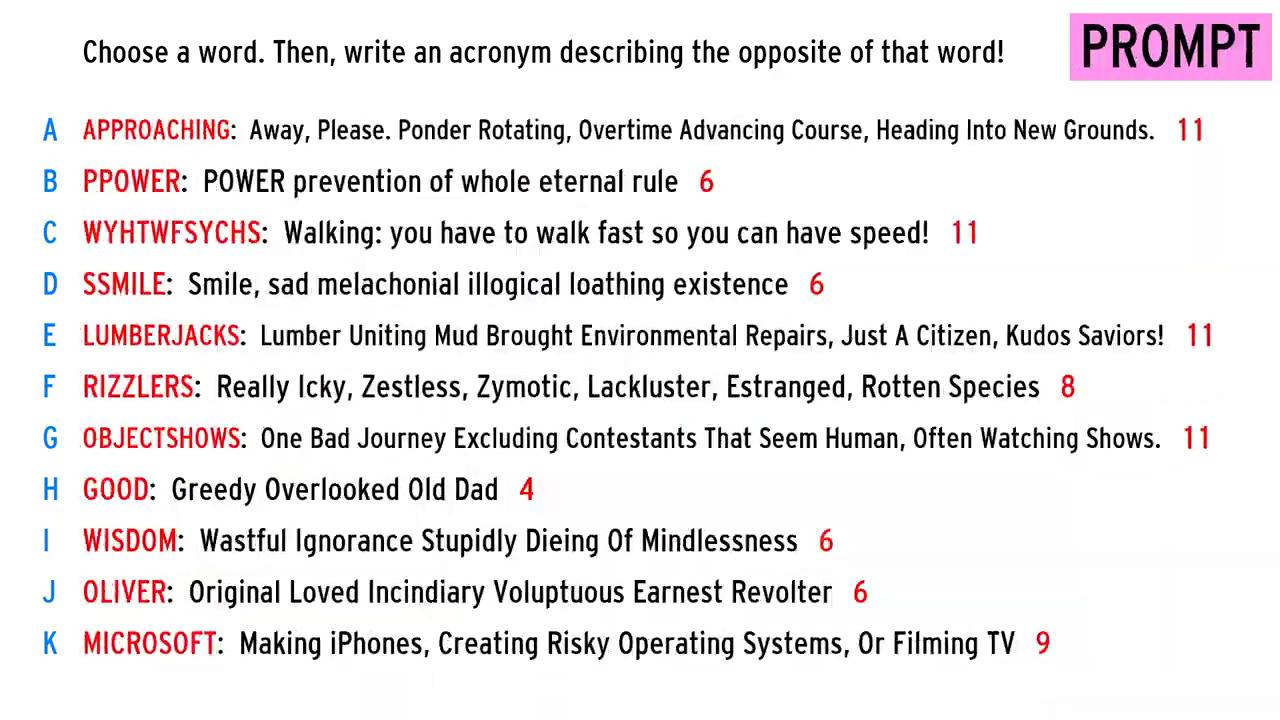 Choose a word. Then, write an acronym describing the opposite of that word! PROMPT
A APPROACHING: Away, Please. Ponder Rotating, Overtime Advancing Course, Heading Into New Grounds. 11
B PPOWER: POWER prevention of whole eternal rule 6
C WYHTWFSYCHS: Walking: you have to walk fast so you can have speed! 11
D SSMILE: Smile, sad melachonial illogical loathing existence 6
E LUMBERJACKS: Lumber Uniting Mud Brought Environmental Repairs, Just A Citizen, Kudos Saviors! 11
F RIZZLERS: Really Icky, Zestless, Zymotic, Lackluster, Estranged, Rotten Species 8
G OBJECTSHOWS: One Bad Journey Excluding Contestants That Seem Human, Often Watching Shows. 11
H GOOD: Greedy Overlooked Old Dad 4
I WISDOM: Wastful Ignorance Stupidly Dieing Of Mindlessness 6
J OLIVER: Original Loved Incindiary Voluptuous Earnest Revolter 6
K MICROSOFT: Making iPhones, Creating Risky Operating Systems, Or Filming TV 9